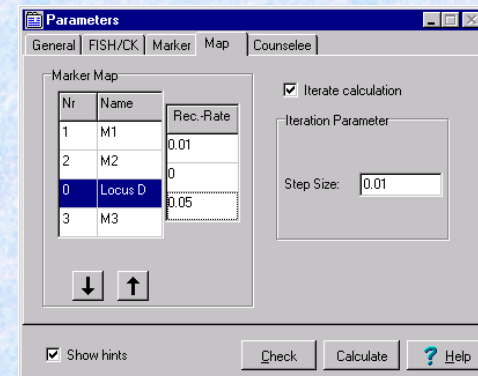 Parameters
General FISH/CK Marker Map Counselee
Marker Map
Nr Name Rec.-Rate
1 M1
0.01
2 M2
0
0 Locus D
0.05
3 M3
Iterate calculation
Iteration Parameter
Step Size: 0.01
Show hints Check Calculate ? Help